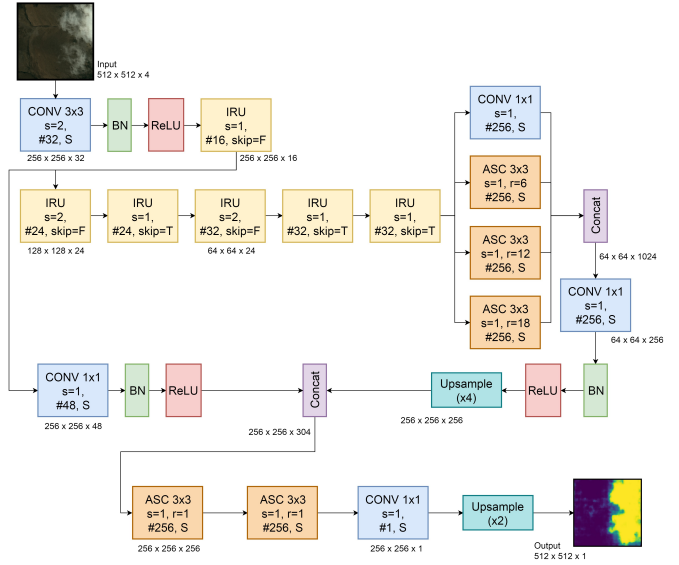 Input
512 x 512 x 4
CONV 3x3
s=2,
#32, S
BN
ReLU
IRU
s=1,
#16, skip=F
256 x 256 x 32
256 x 256 x 16
CONV 1x1
s=1,
#256, S
ASC 3x3
s=1, r=6
#256, S
ASC 3x3
s=1, r=12
#256, S
ASC 3x3
s=1, r=18
#256, S
IRU
s=2,
#24, skip=F
IRU
s=1,
#24, skip=T
IRU
s=2,
#32, skip=F
IRU
s=1,
#32, skip=T
IRU
s=1,
#32, skip=T
128 x 128 x 24
64 x 64 x 24
Concat
64 x 64 x 1024
CONV 1x1
s=1,
#256, S
64 x 64 x 256
CONV 1x1
s=1,
#48, S
BN
ReLU
Concat
Upsample
(x4)
ReLU
BN
256 x 256 x 48
256 x 256 x 304
256 x 256 x 256
ASC 3x3
s=1, r=1
#256, S
ASC 3x3
s=1, r=1
#256, S
CONV 1x1
s=1,
#1, S
Upsample
(x2)
256 x 256 x 256
256 x 256 x 1
Output
512 x 512 x 1